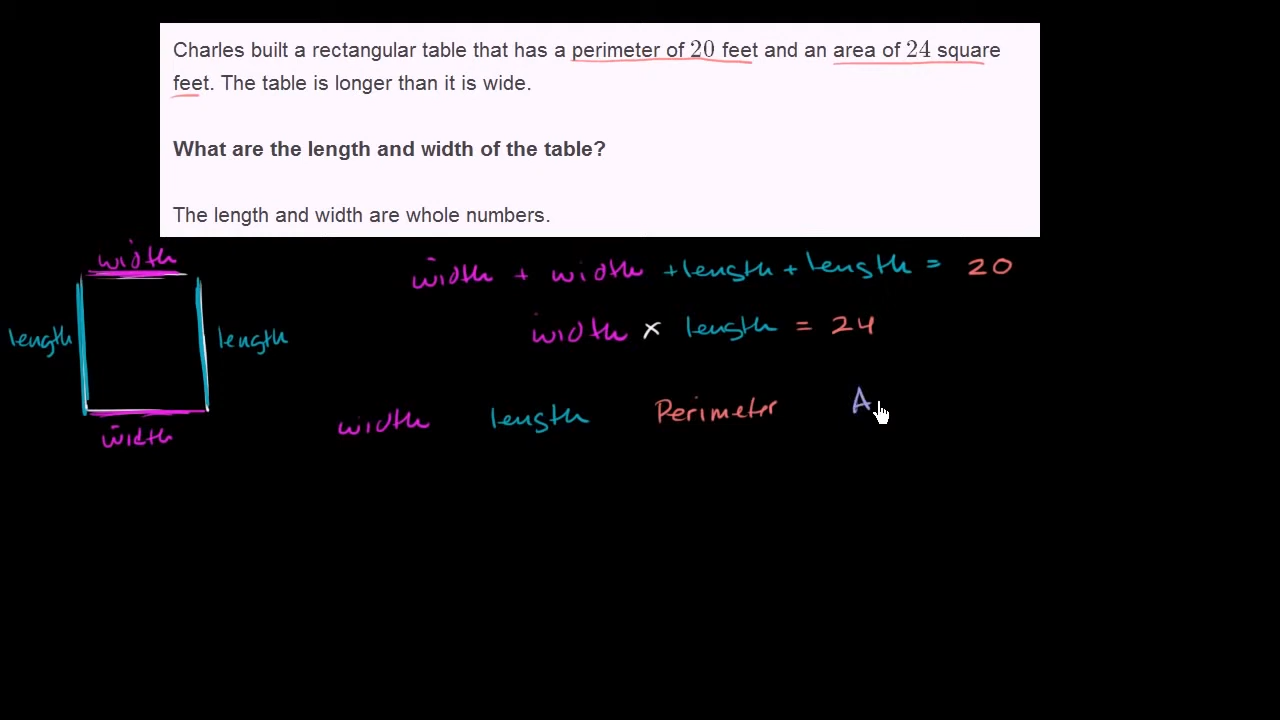 Charles built a rectangular table that has a perimeter of 20 feet and an area of 24 square
feet. The table is longer than it is wide.
What are the length and width of the table?
The length and width are whole numbers.
width
width + width + length + length = 20
length
length
width × length = 24
width
width length Perimeter A